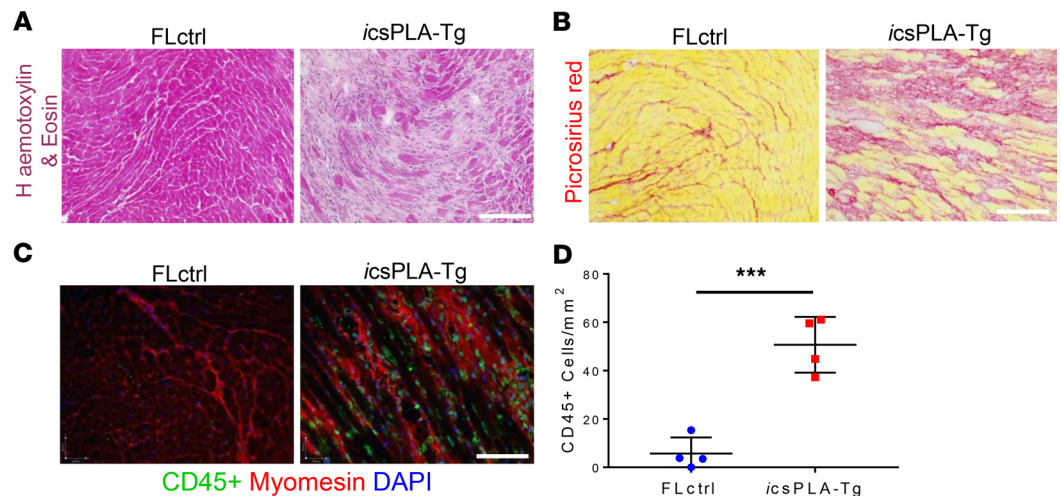 A
FLctrl
icsPLA-Tg
H aemotoxylin
& Eosin
B
FLctrl
icsPLA-Tg
Picrosirius red
C
FLctrl
icsPLA-Tg
CD45+ Myomesin DAPI
D
***
CD45+ Cells/mm2
80
60
40
20
0
FLctrl
icsPLA-Tg